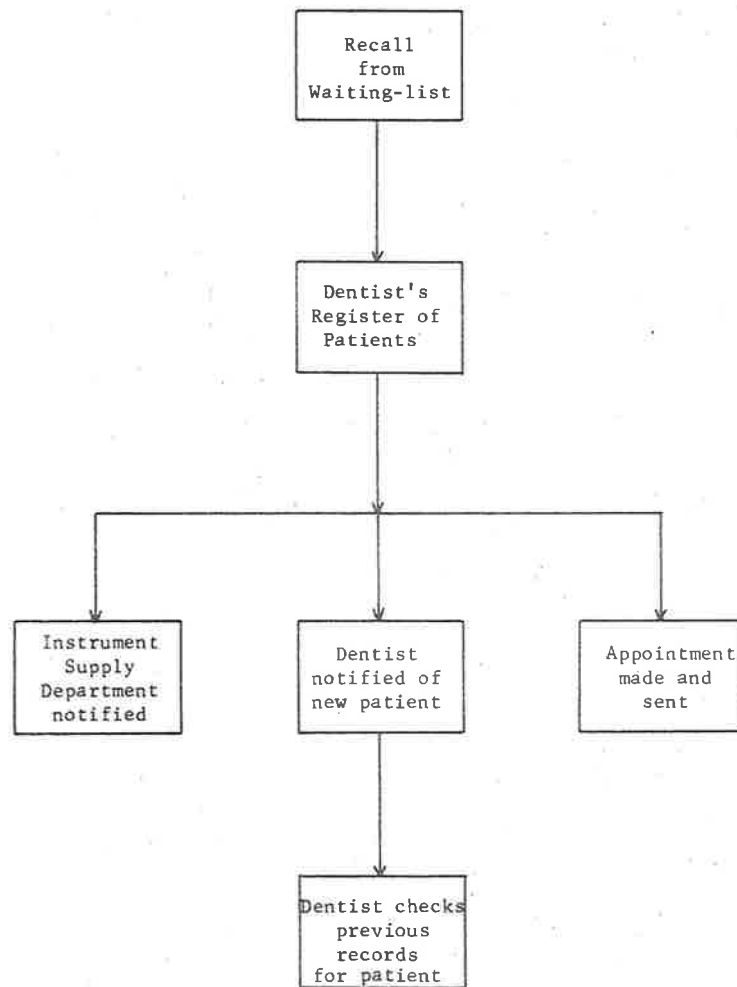 Recall
from
Waiting-list
Dentist's
Register of
Patients
Instrument
Supply
Department
notified
Dentist
notified of
new patient
Appointment
made and
sent
Dentist checks
previous
records
for patient